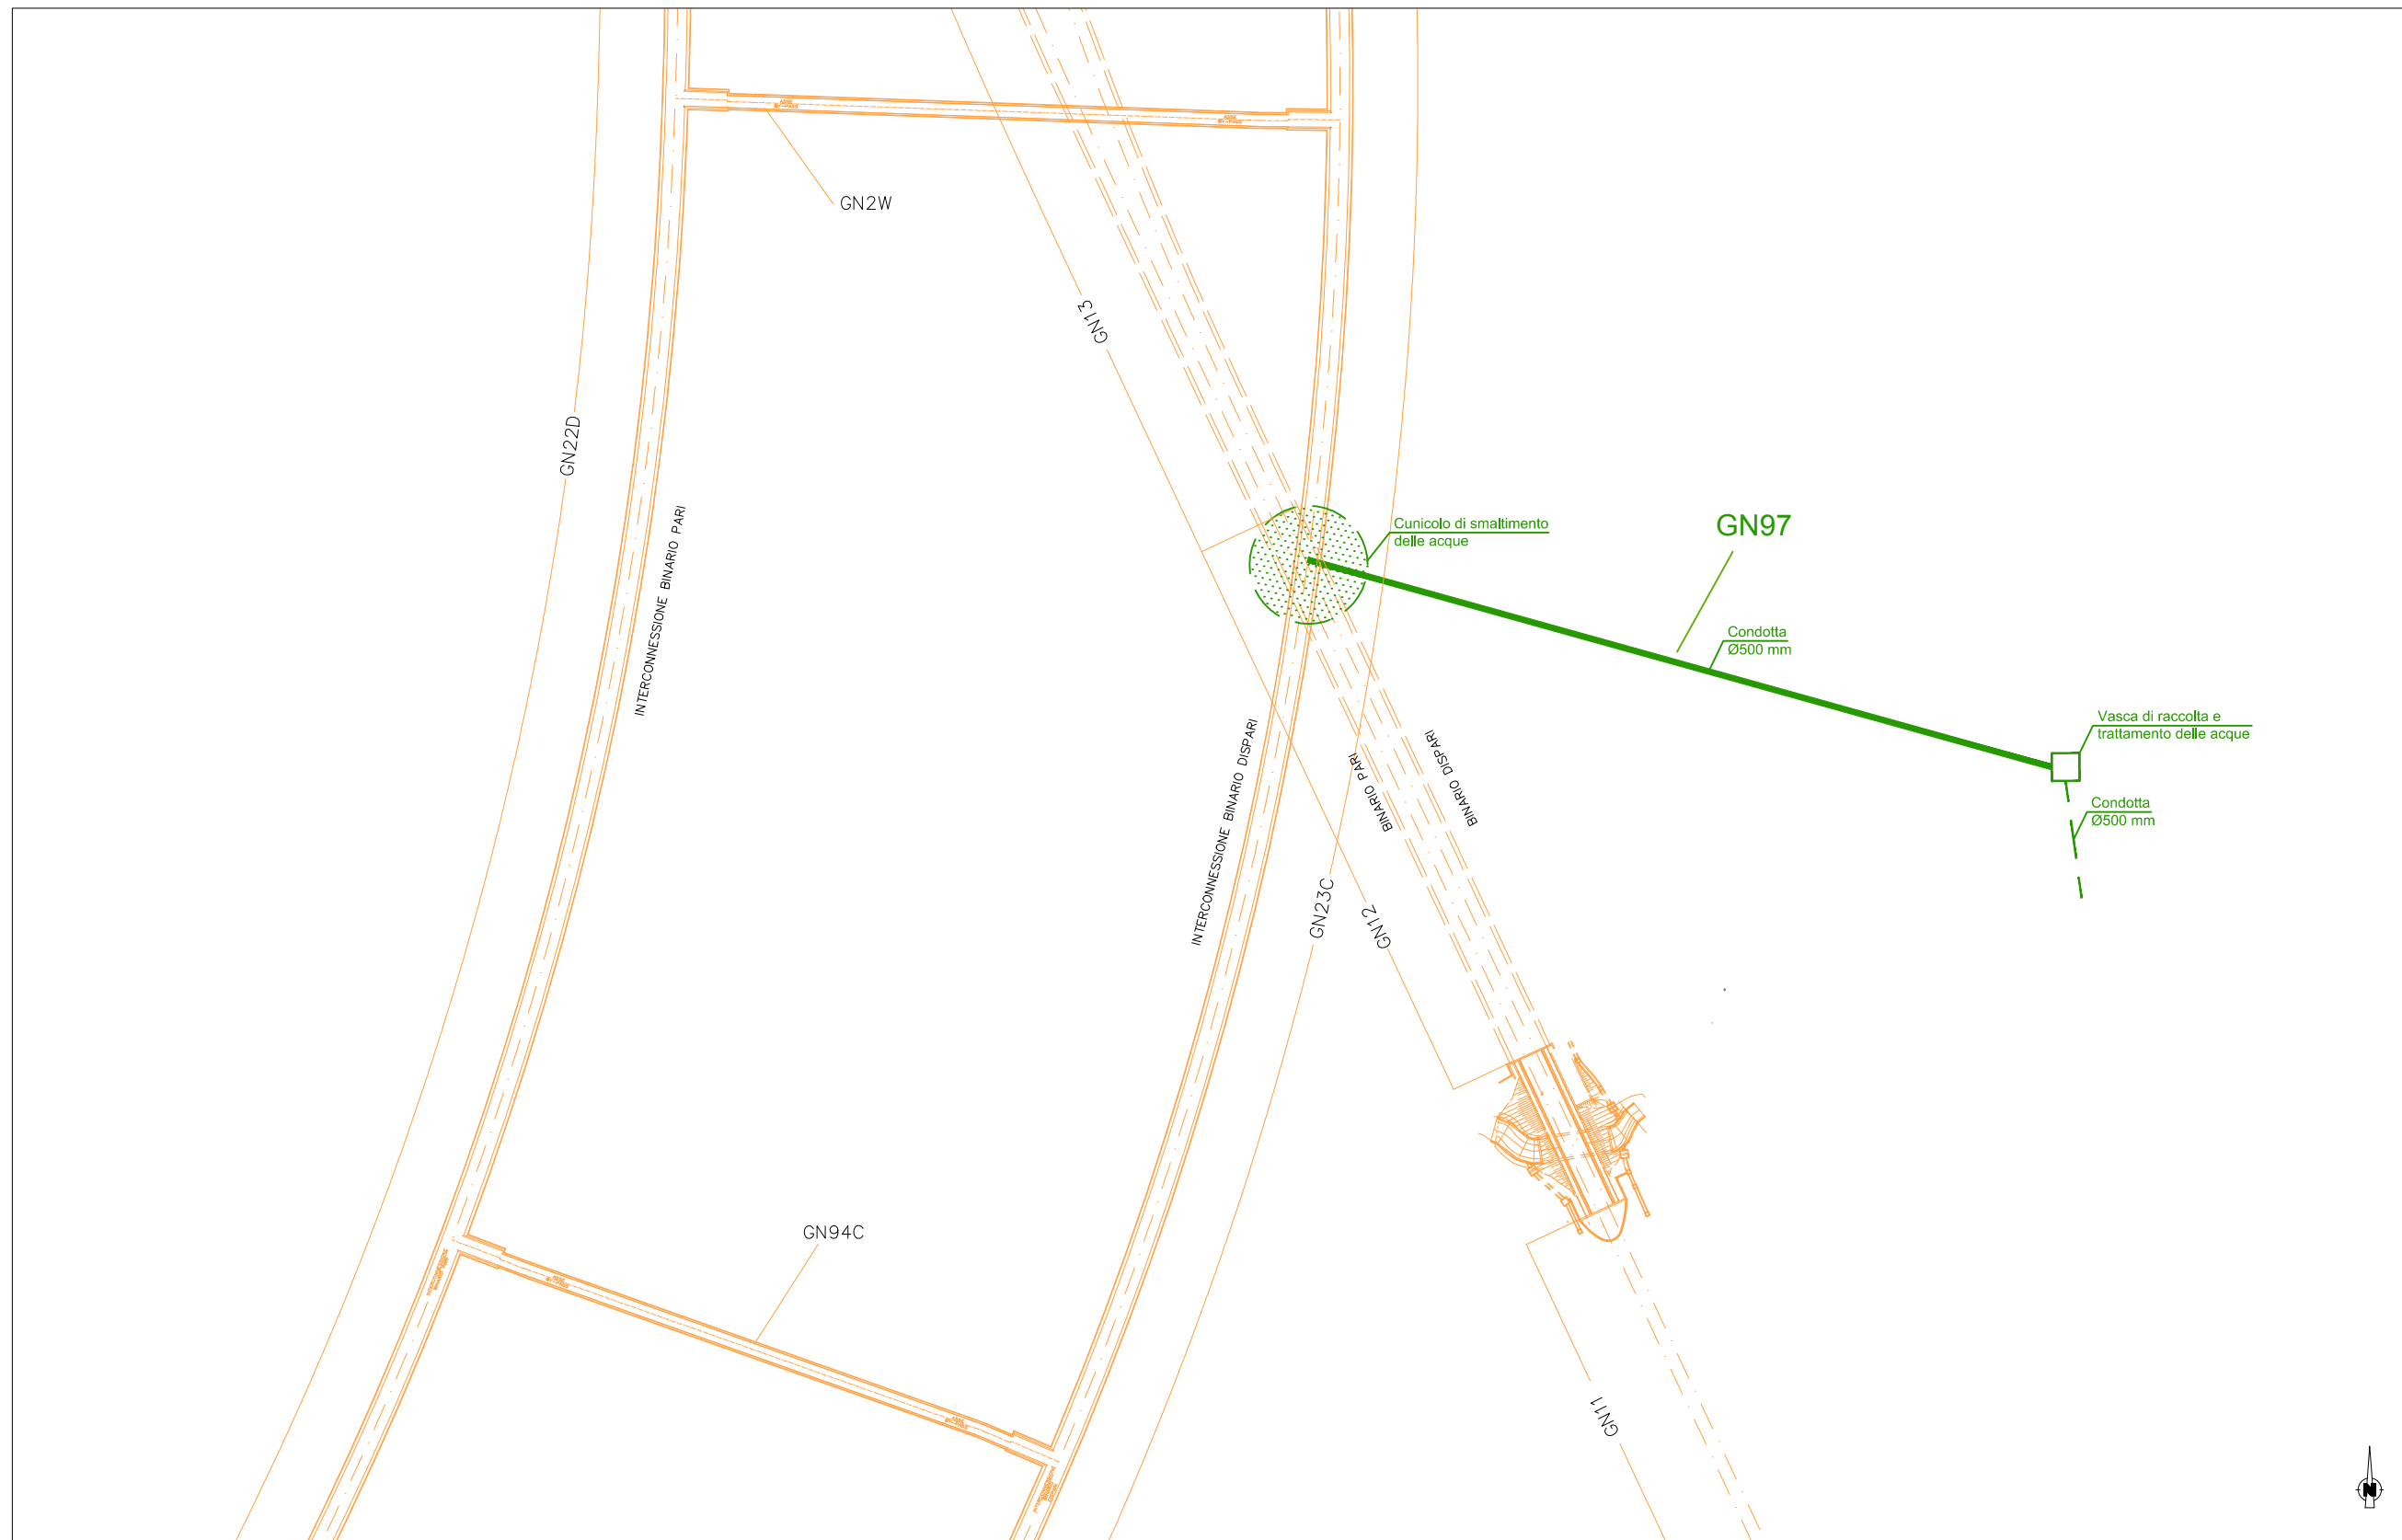 GN2W
GN13
GN22D
INTERCONNESSIONE BINARIO PARI
Cunicolo di smaltimento
delle acque
GN97
Condotta
Ø500 mm
Vasca di raccolta e
trattamento delle acque
Condotta
Ø500 mm
INTERCONNESSIONE BINARIO DISPARI
BINARIO PARI
BINARIO DISPARI
GN23C
GN12
GN94C
GN11
N